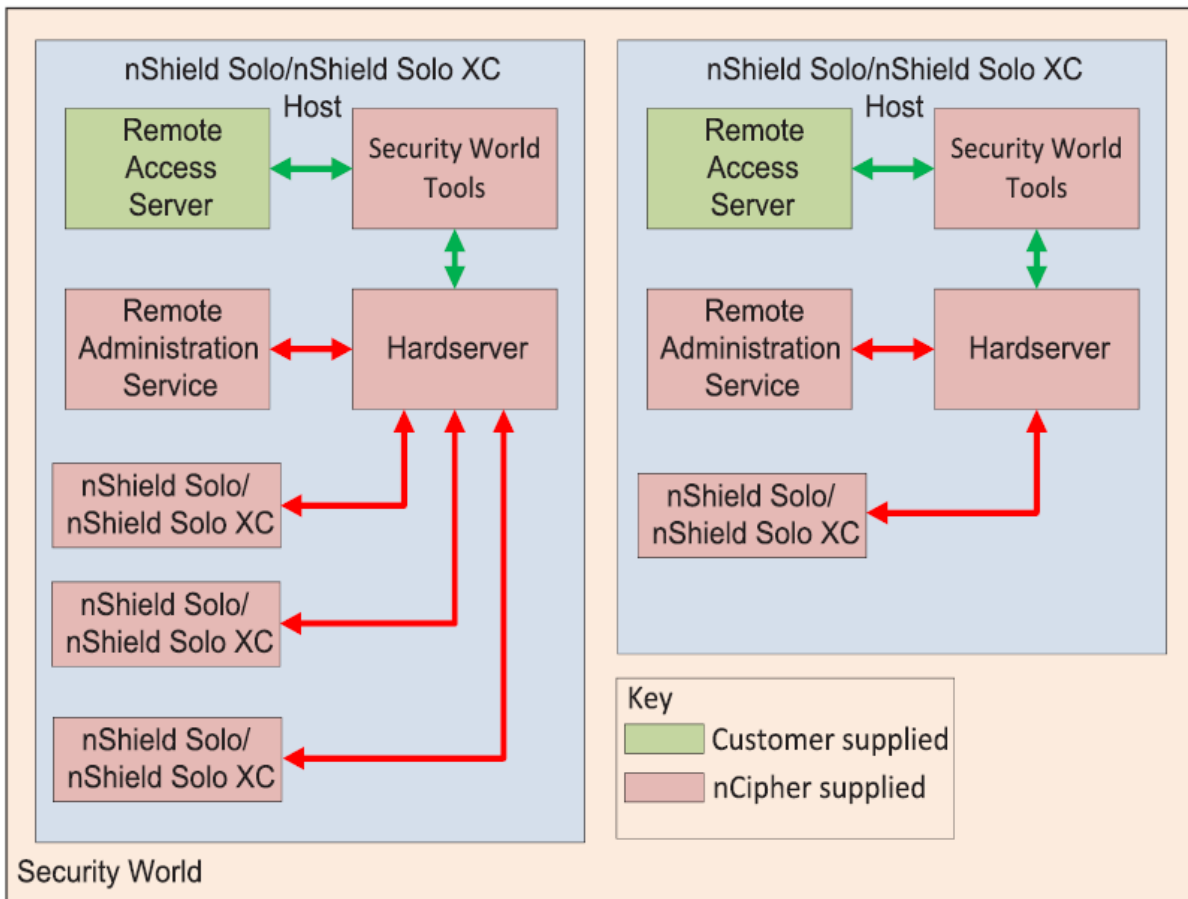 nShield Solo/nShield Solo XC
Host
Remote
Access
Server
Security World
Tools
Remote
Administration
Service
Hardserver
nShield Solo/
nShield Solo XC
nShield Solo/
nShield Solo XC
nShield Solo/
nShield Solo XC
nShield Solo/nShield Solo XC
Host
Remote
Access
Server
Security World
Tools
Remote
Administration
Service
Hardserver
nShield Solo/
nShield Solo XC
Key
Customer supplied
nCipher supplied
Security World